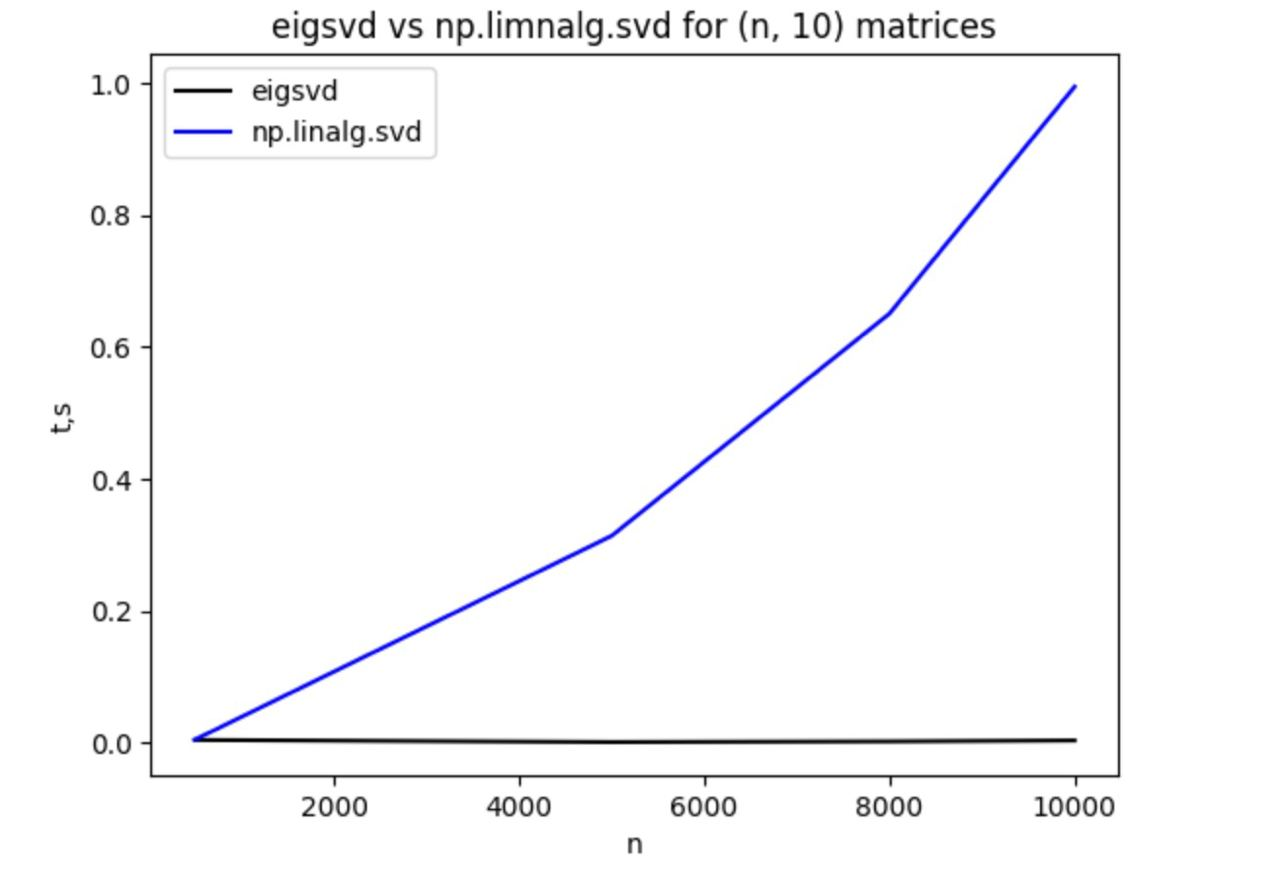 eigsvd vs np.limnalg.svd for (n, 10) matrices
eigsvd
np.linalg.svd
1.0
0.8
0.6
0.4
0.2
0.0
t,s
2000 4000 6000 8000 10000
n